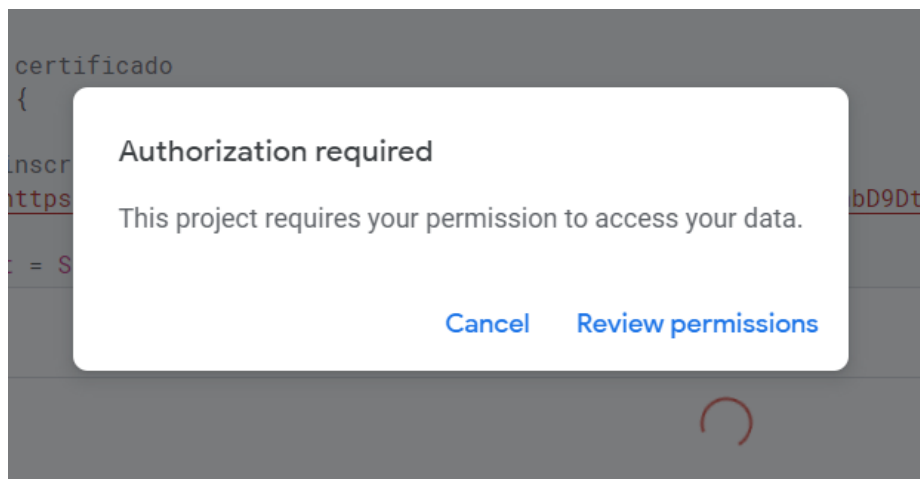 certificado
{
Authorization required
inscr
https
bD9Dt
This project requires your permission to access your data.
= S
Cancel Review permissions